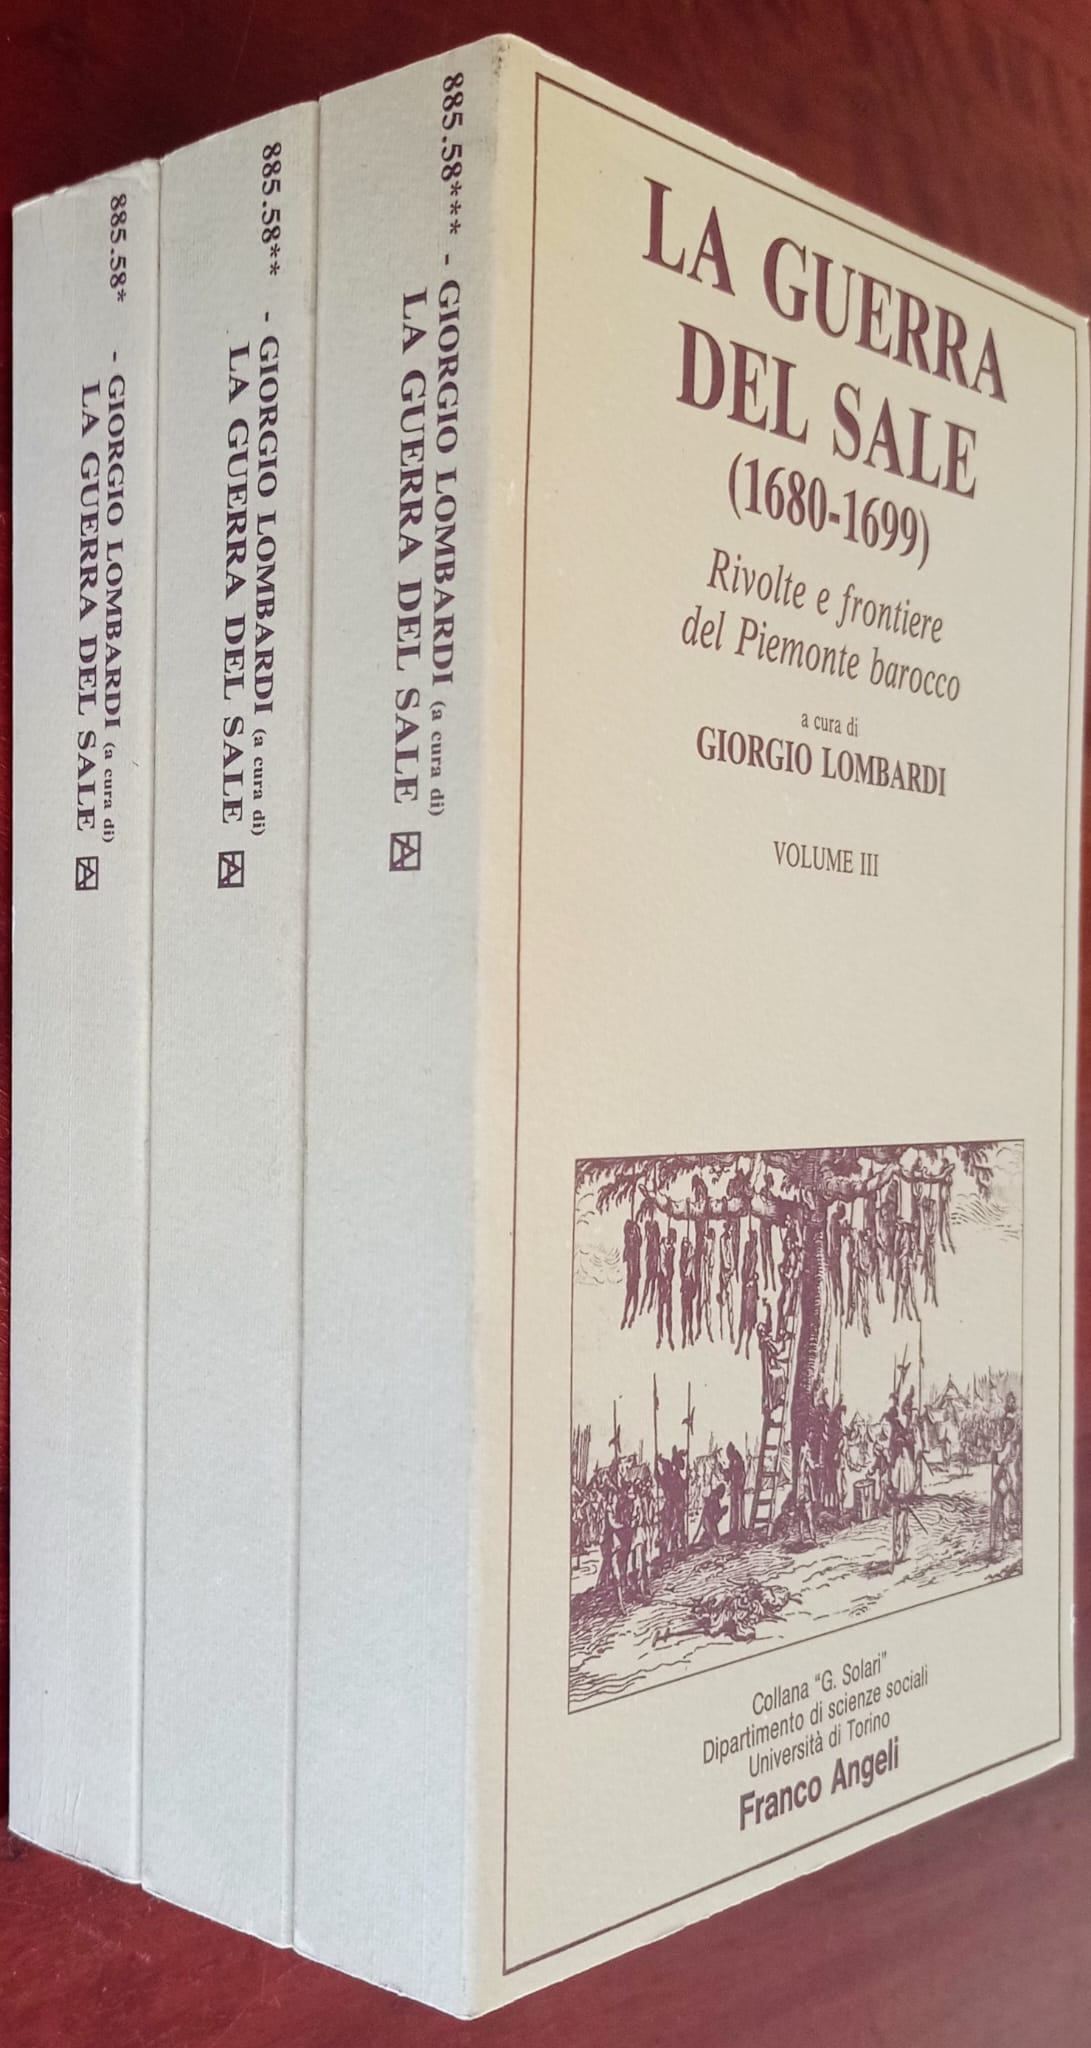 885.58* - GIORGIO LOMBARDI (a cura di)
LA GUERRA DEL SALE FA
885.58** - GIORGIO LOMBARDI (a cura di)
LA GUERRA DEL SALE FA
885.58*** - GIORGIO LOMBARDI (a cura di)
LA GUERRA DEL SALE FA
LA GUERRA
DEL SALE
(1680-1699)
Rivolte e frontiere
del Piemonte barocco
a cura di
GIORGIO LOMBARDI
VOLUME III
Collana "G. Solari"
Dipartimento di scienze sociali
Università di Torino
Franco Angeli